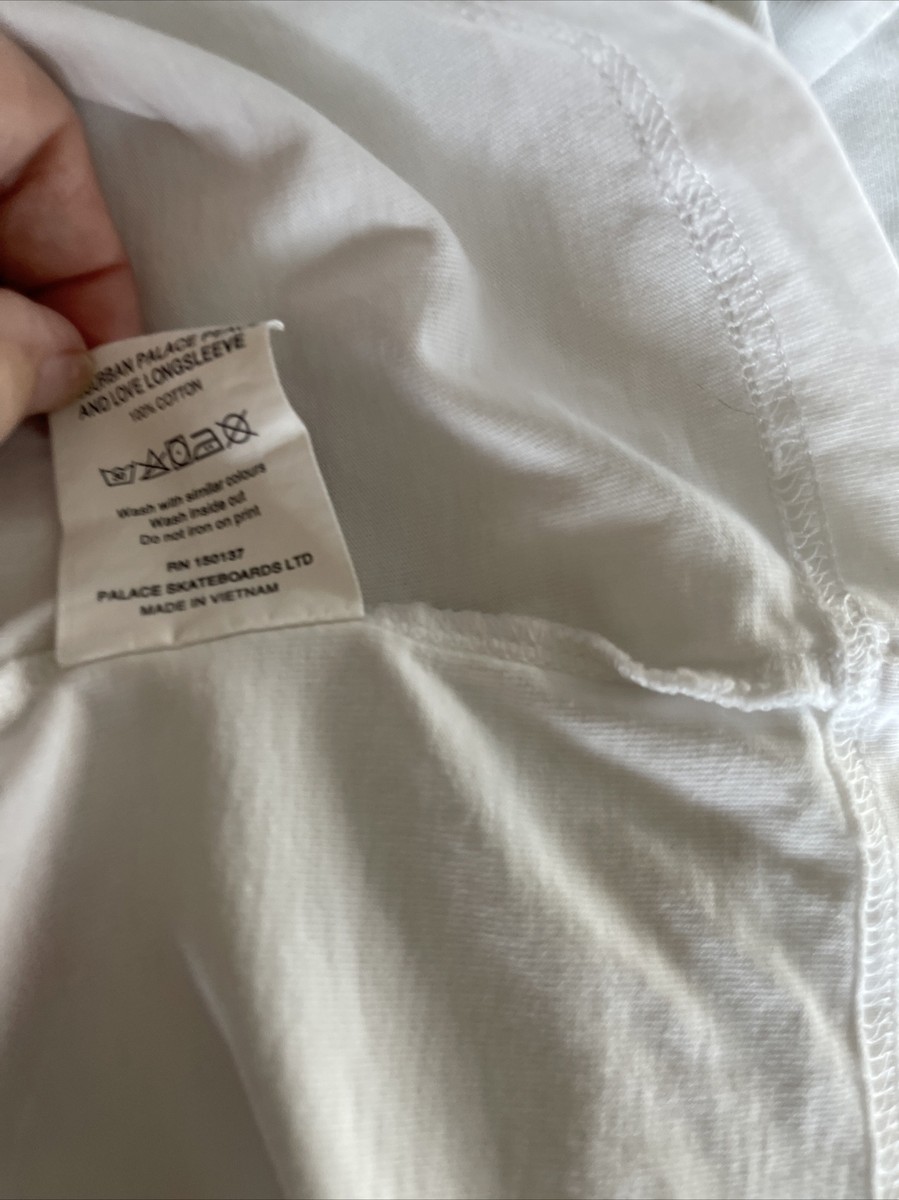 PALACE
AND LOVE LONGSLEEVE
100% COTTON
Wash with similar colours
Wash inside out
Do not iron on print
RN 150137
PALACE SKATEBOARDS LTD
MADE IN VIETNAM